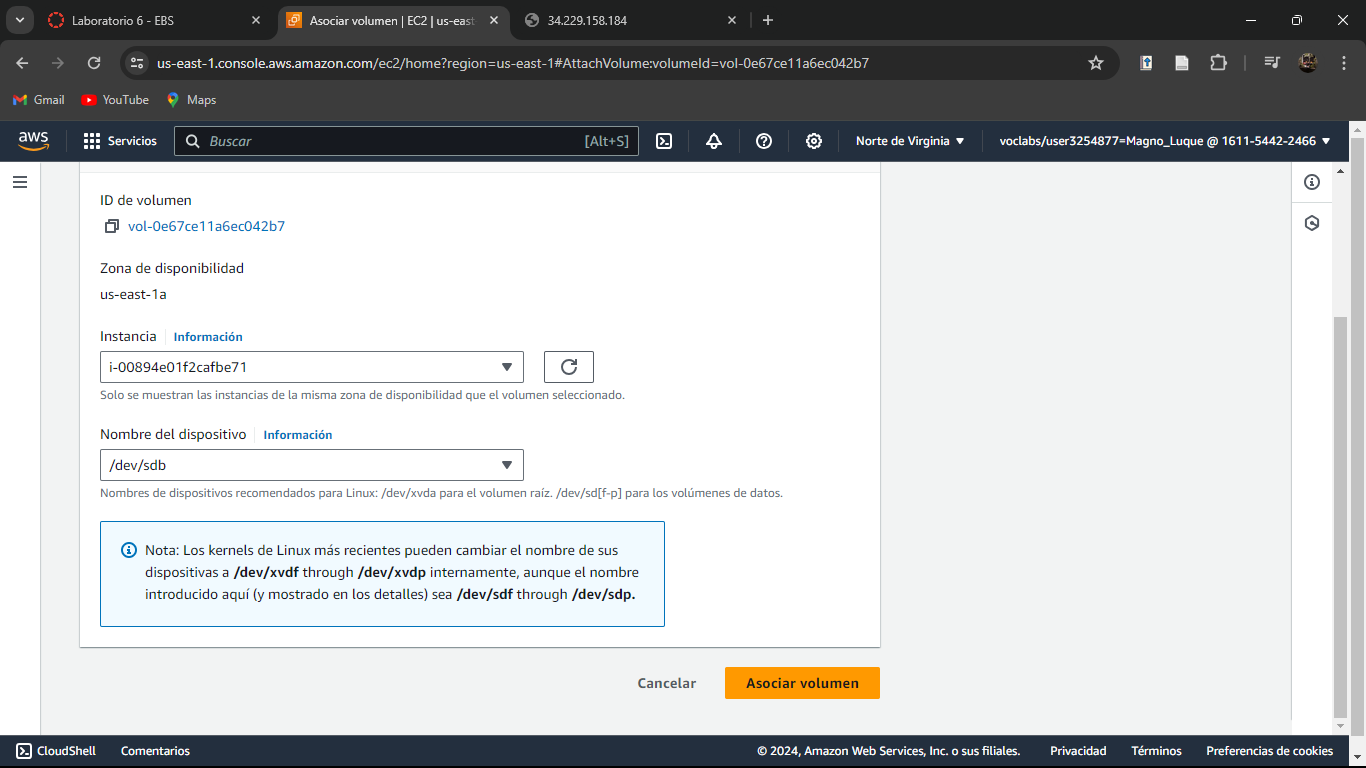 Laboratorio 6 - EBS
Asociar volumen | EC2 | us-east
34.229.158.184
us-east-1.console.aws.amazon.com/ec2/home?region=us-east-1#AttachVolume:volumeId=vol-0e67ce11a6ec042b7
Gmail YouTube Maps
aws Servicios Buscar [Alt+S] Norte de Virginia voclabs/user3254877=Magno_Luque @ 1611-5442-2466
ID de volumen
vol-0e67ce11a6ec042b7
Zona de disponibilidad
us-east-1a
Instancia Información
i-00894e01f2cafbe71
Solo se muestran las instancias de la misma zona de disponibilidad que el volumen seleccionado.
Nombre del dispositivo Información
/dev/sdb
Nombres de dispositivos recomendados para Linux: /dev/xvda para el volumen raíz. /dev/sd[f-p] para los volúmenes de datos.
Nota: Los kernels de Linux más recientes pueden cambiar el nombre de sus
dispositivas a /dev/xvdf through /dev/xvdp internamente, aunque el nombre
introducido aquí (y mostrado en los detalles) sea /dev/sdf through /dev/sdp.
Cancelar Asociar volumen
CloudShell Comentarios © 2024, Amazon Web Services, Inc. o sus filiales. Privacidad Términos Preferencias de cookies